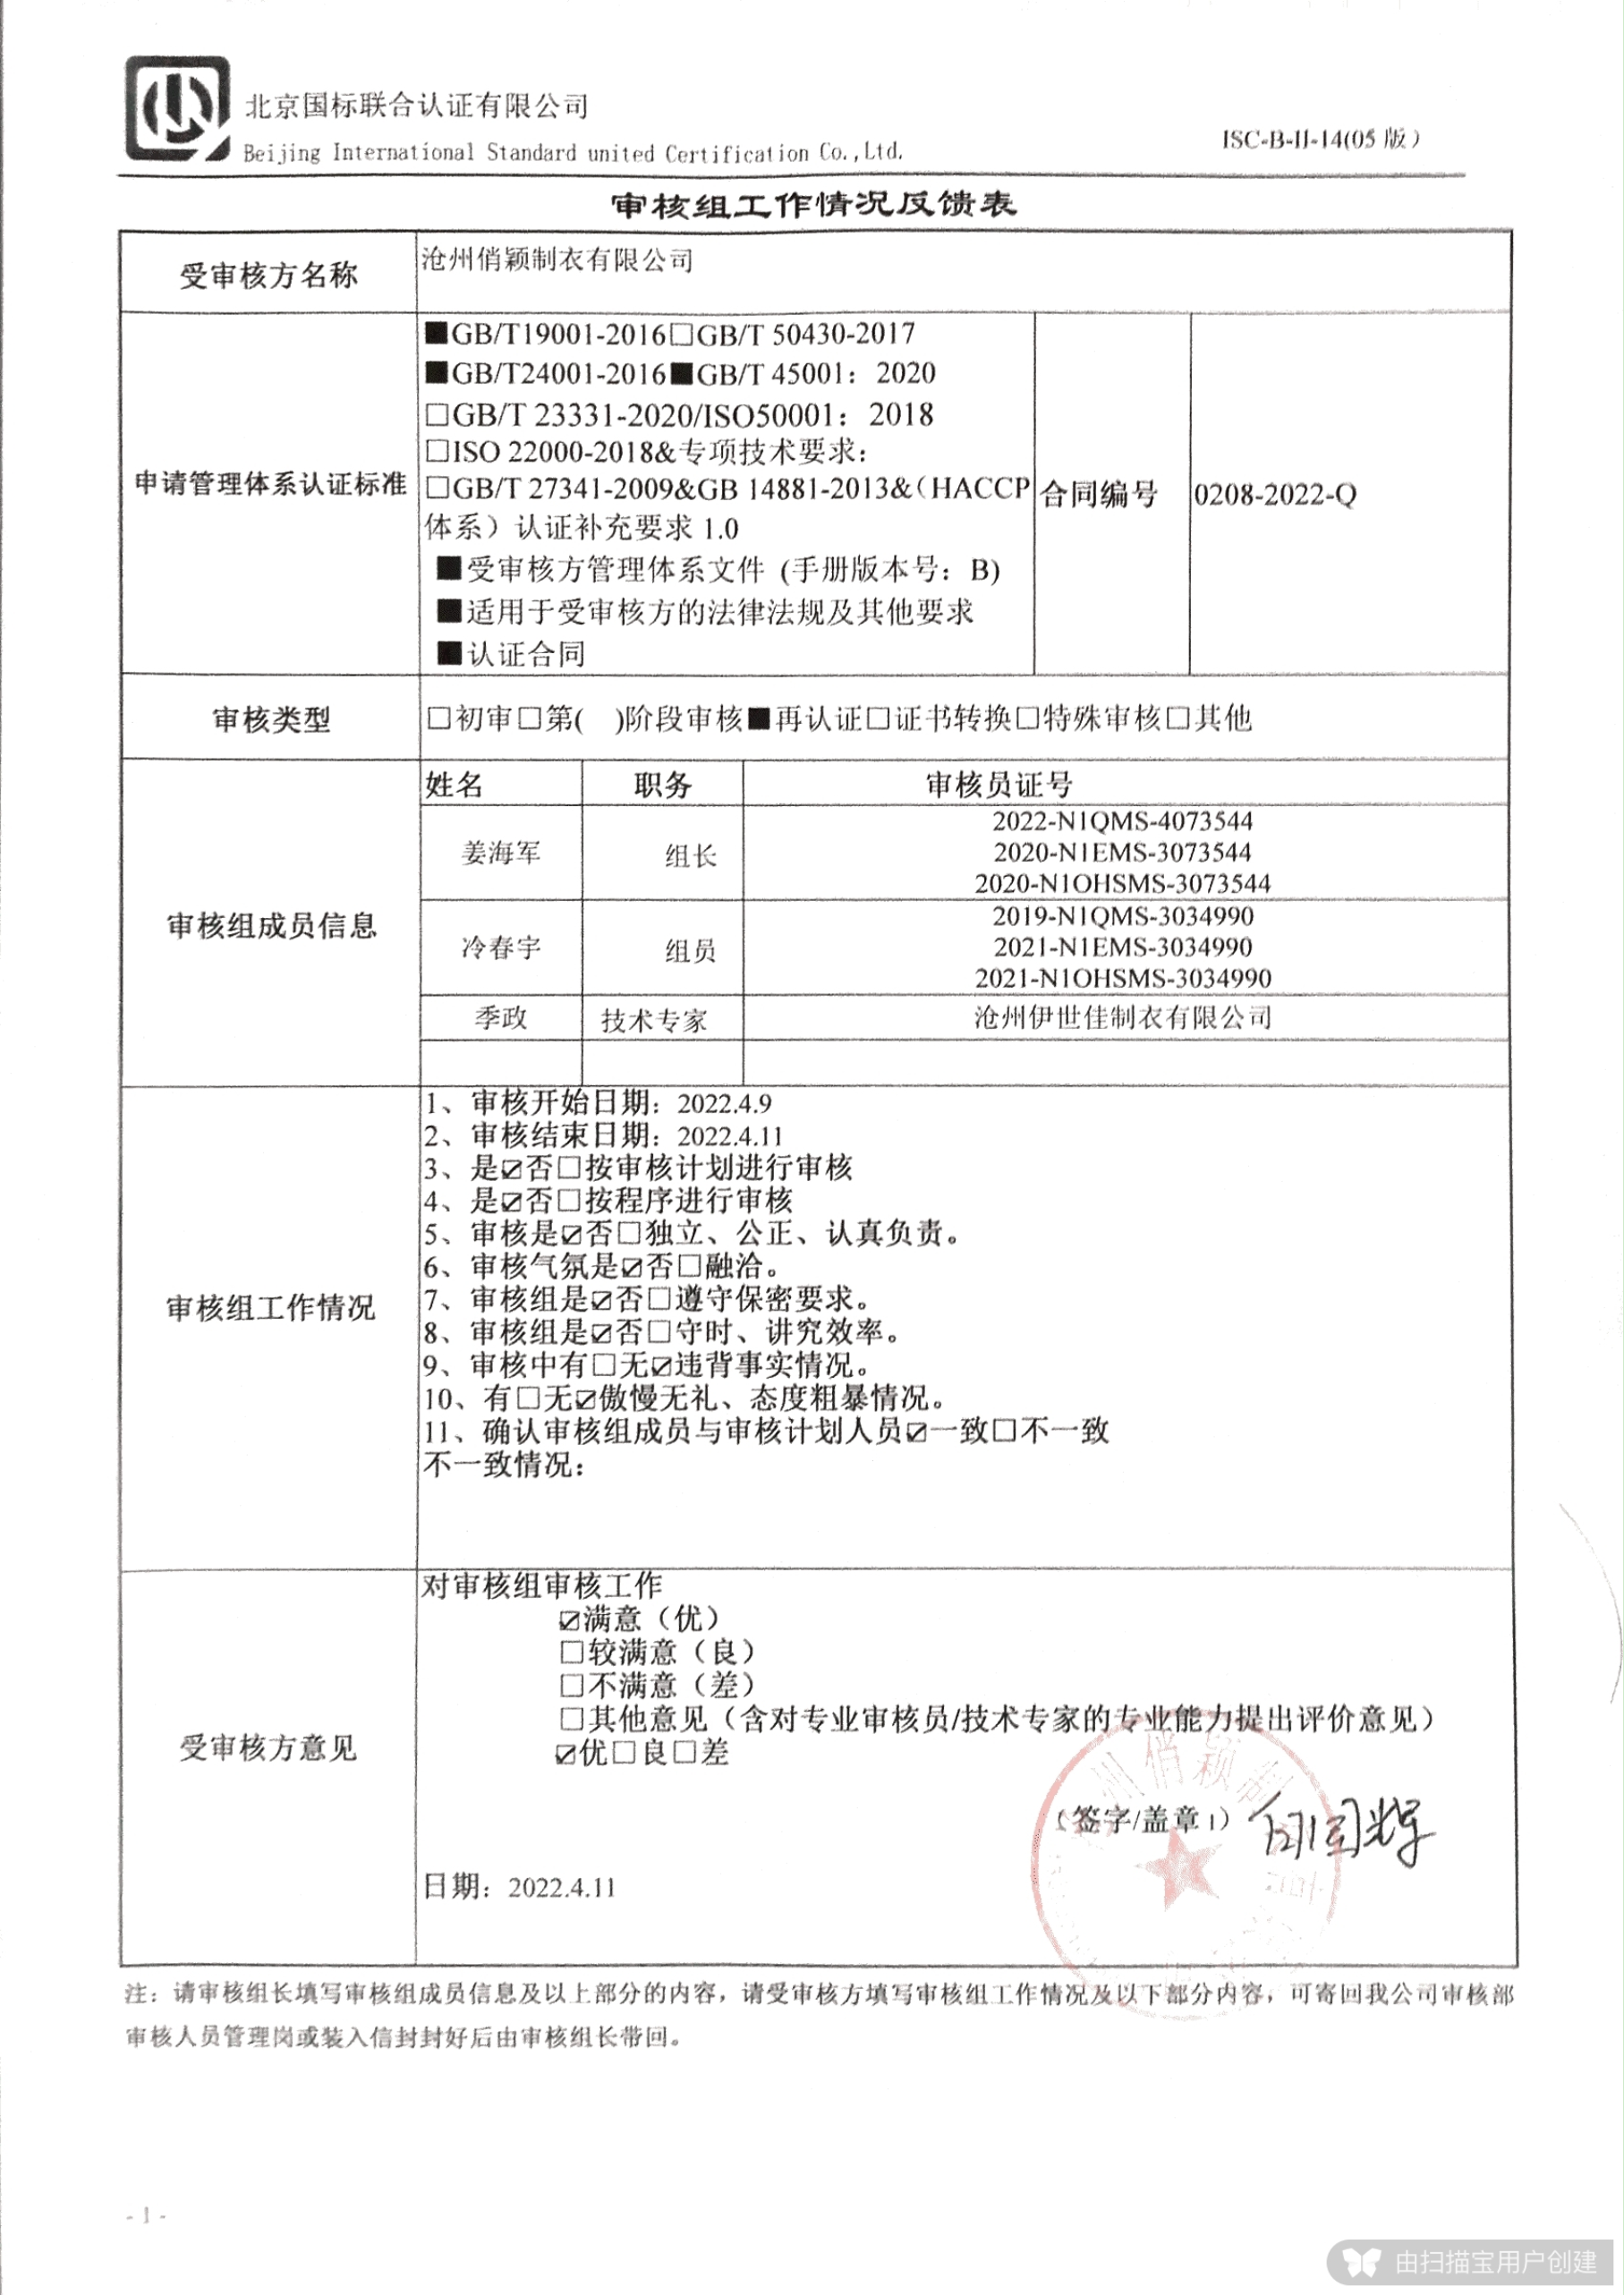 北京国标联合认证有限公司
Beijing International Standard united Certification Co.,Ltd.
ISC-B-II-14(05 版)
审核组工作情况反馈表
受审核方名称
沧州俏颖制衣有限公司
申请管理体系认证标准
■GB/T19001-2016□GB/T 50430-2017
■GB/T24001-2016■GB/T 45001：2020
□GB/T 23331-2020/ISO50001：2018
□ISO 22000-2018&专项技术要求:
□GB/T 27341-2009&GB 14881-2013&（HACCP
体系）认证补充要求 1.0
■受审核方管理体系文件 (手册版本号：B)
■适用于受审核方的法律法规及其他要求
■认证合同
合同编号
0208-2022-Q
审核类型
□初审□第(  )阶段审核■再认证□证书转换□特殊审核□其他
审核组成员信息
姓名 职务 审核员证号
姜海军 组长
2022-N1QMS-4073544
2020-N1EMS-3073544
2020-N1OHSMS-3073544
冷春宇 组员
2019-N1QMS-3034990
2021-N1EMS-3034990
2021-N1OHSMS-3034990
季政 技术专家 沧州伊世佳制衣有限公司
审核组工作情况
1、审核开始日期：2022.4.9
2、审核结束日期：2022.4.11
3、是☑否□按审核计划进行审核
4、是☑否□按程序进行审核
5、审核是☑否□独立、公正、认真负责。
6、审核气氛是☑否□融洽。
7、审核组是☑否□遵守保密要求。
8、审核组是☑否□守时、讲究效率。
9、审核中有□无☑违背事实情况。
10、有□无☑傲慢无礼、态度粗暴情况。
11、确认审核组成员与审核计划人员☑一致□不一致
不一致情况：
受审核方意见
对审核组审核工作
☑满意（优）
□较满意（良）
□不满意（差）
□其他意见（含对专业审核员/技术专家的专业能力提出评价意见）
☑优□良□差
（签字/盖章）
日期：2022.4.11
注：请审核组长填写审核组成员信息及以上部分的内容，请受审核方填写审核组工作情况及以下部分内容，可寄回我公司审核部
审核人员管理岗或装入信封封好后由审核组长带回。
- 1 -
由扫描宝用户创建